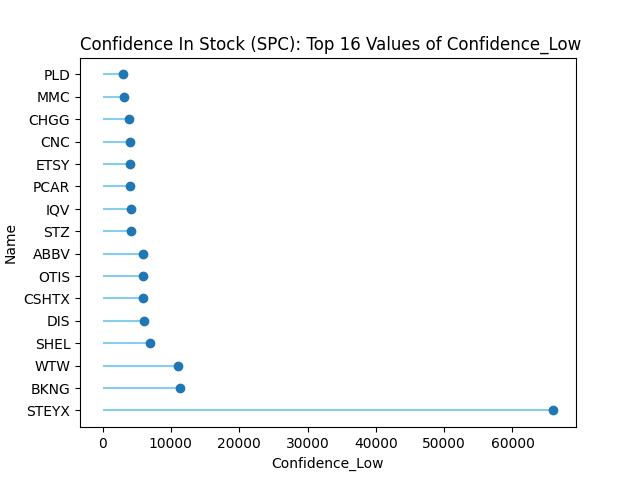 Confidence In Stock (SPC): Top 16 Values of Confidence_Low
PLD
MMC
CHGG
CNC
ETSY
PCAR
IQV
STZ
ABBV
OTIS
CSHTX
DIS
SHEL
WTW
BKNG
STEYX
Name
0 10000 20000 30000 40000 50000 60000
Confidence_Low